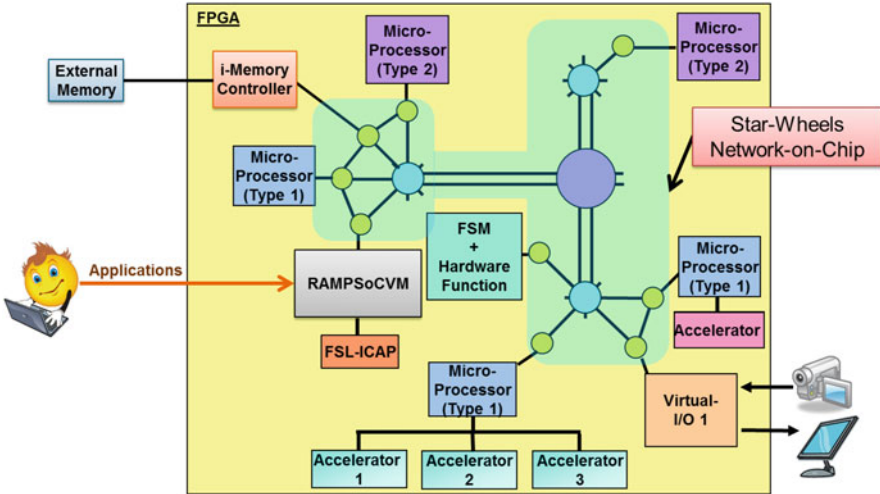 FPGA
Micro-
Processor
(Type 2)
Micro-
Processor
(Type 2)
External
Memory
i-Memory
Controller
Star-Wheels
Network-on-Chip
Micro-
Processor
(Type 1)
FSM
+
Hardware
Function
Micro-
Processor
(Type 1)
Applications
RAMPSoCVM
Accelerator
FSL-ICAP
Micro-
Processor
(Type 1)
Virtual-
I/O 1
Accelerator
1
Accelerator
2
Accelerator
3